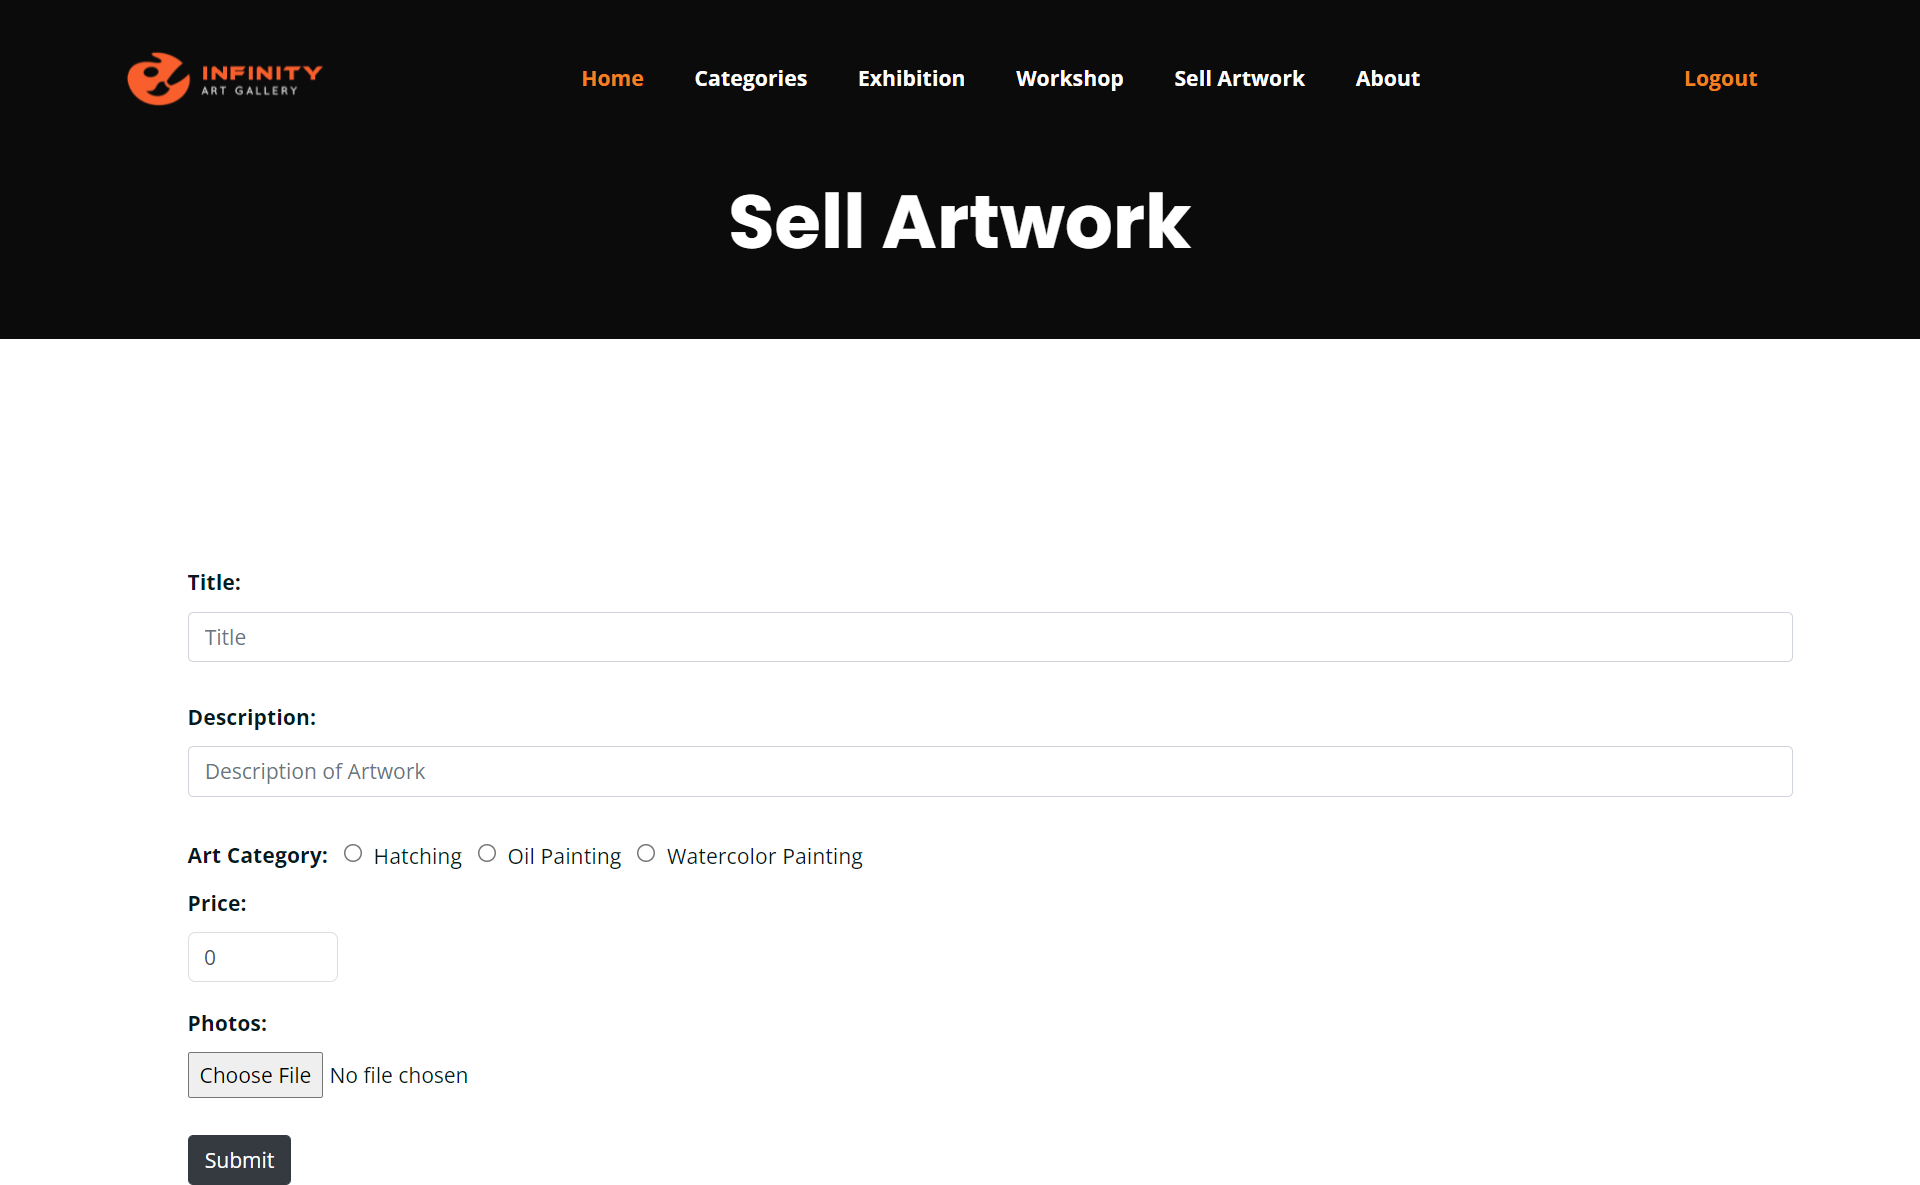 INFINITY
ART GALLERY
Home Categories Exhibition Workshop Sell Artwork About Logout
Sell Artwork
Title:
Title
Description:
Description of Artwork
Art Category: Hatching Oil Painting Watercolor Painting
Price:
0
Photos:
Choose File No file chosen
Submit